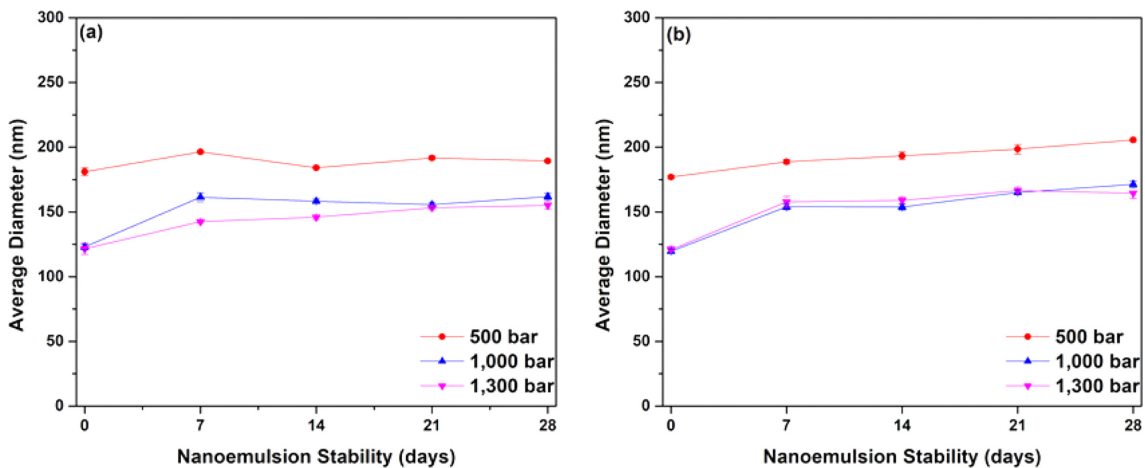 (a)
300
250
200
150
100
50
0
Average Diameter (nm)
500 bar
1,000 bar
1,300 bar
0 7 14 21 28
Nanoemulsion Stability (days)
(b)
300
250
200
150
100
50
0
Average Diameter (nm)
500 bar
1,000 bar
1,300 bar
0 7 14 21 28
Nanoemulsion Stability (days)